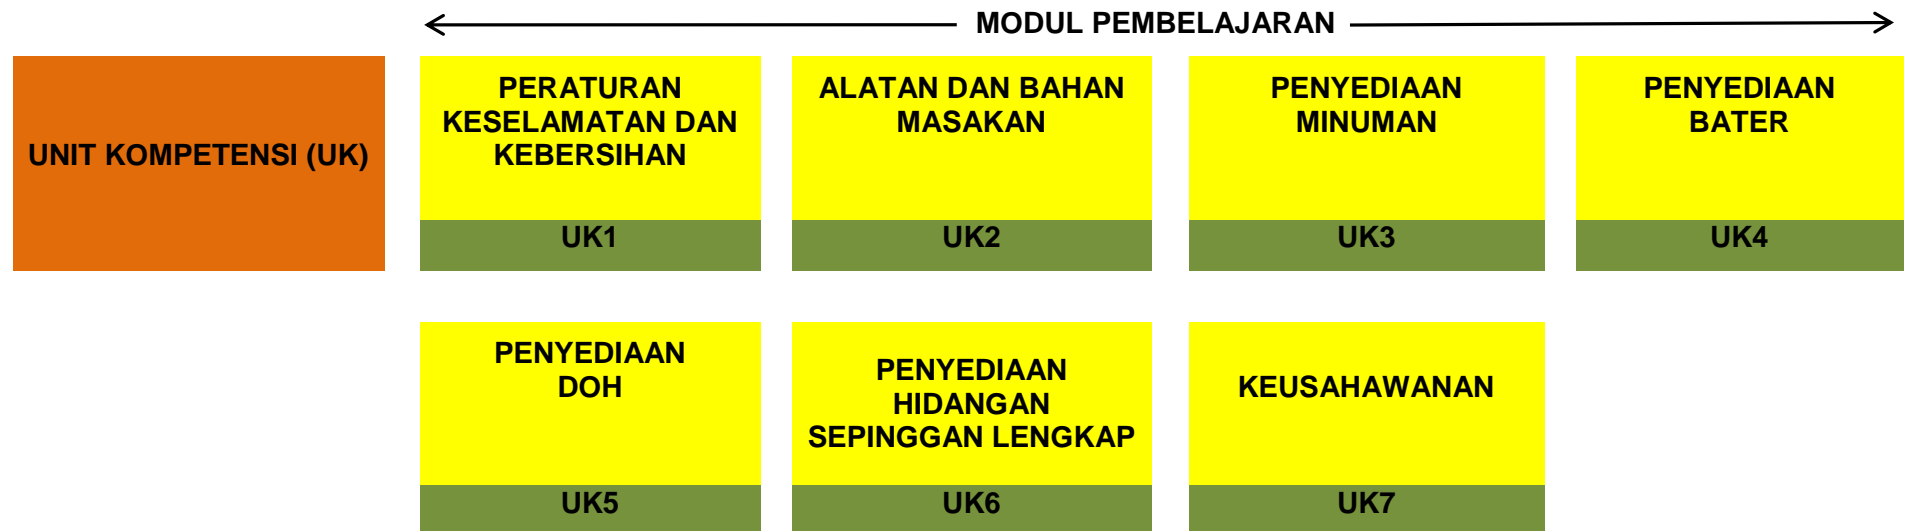 MODUL PEMBELAJARAN
UNIT KOMPETENSI (UK)
PERATURAN
KESELAMATAN DAN
KEBERSIHAN
UK1
ALATAN DAN BAHAN
MASAKAN
UK2
PENYEDIAAN
MINUMAN
UK3
PENYEDIAAN
BATER
UK4
PENYEDIAAN
DOH
UK5
PENYEDIAAN
HIDANGAN
SEPINGGAN LENGKAP
UK6
KEUSAHAWANAN
UK7